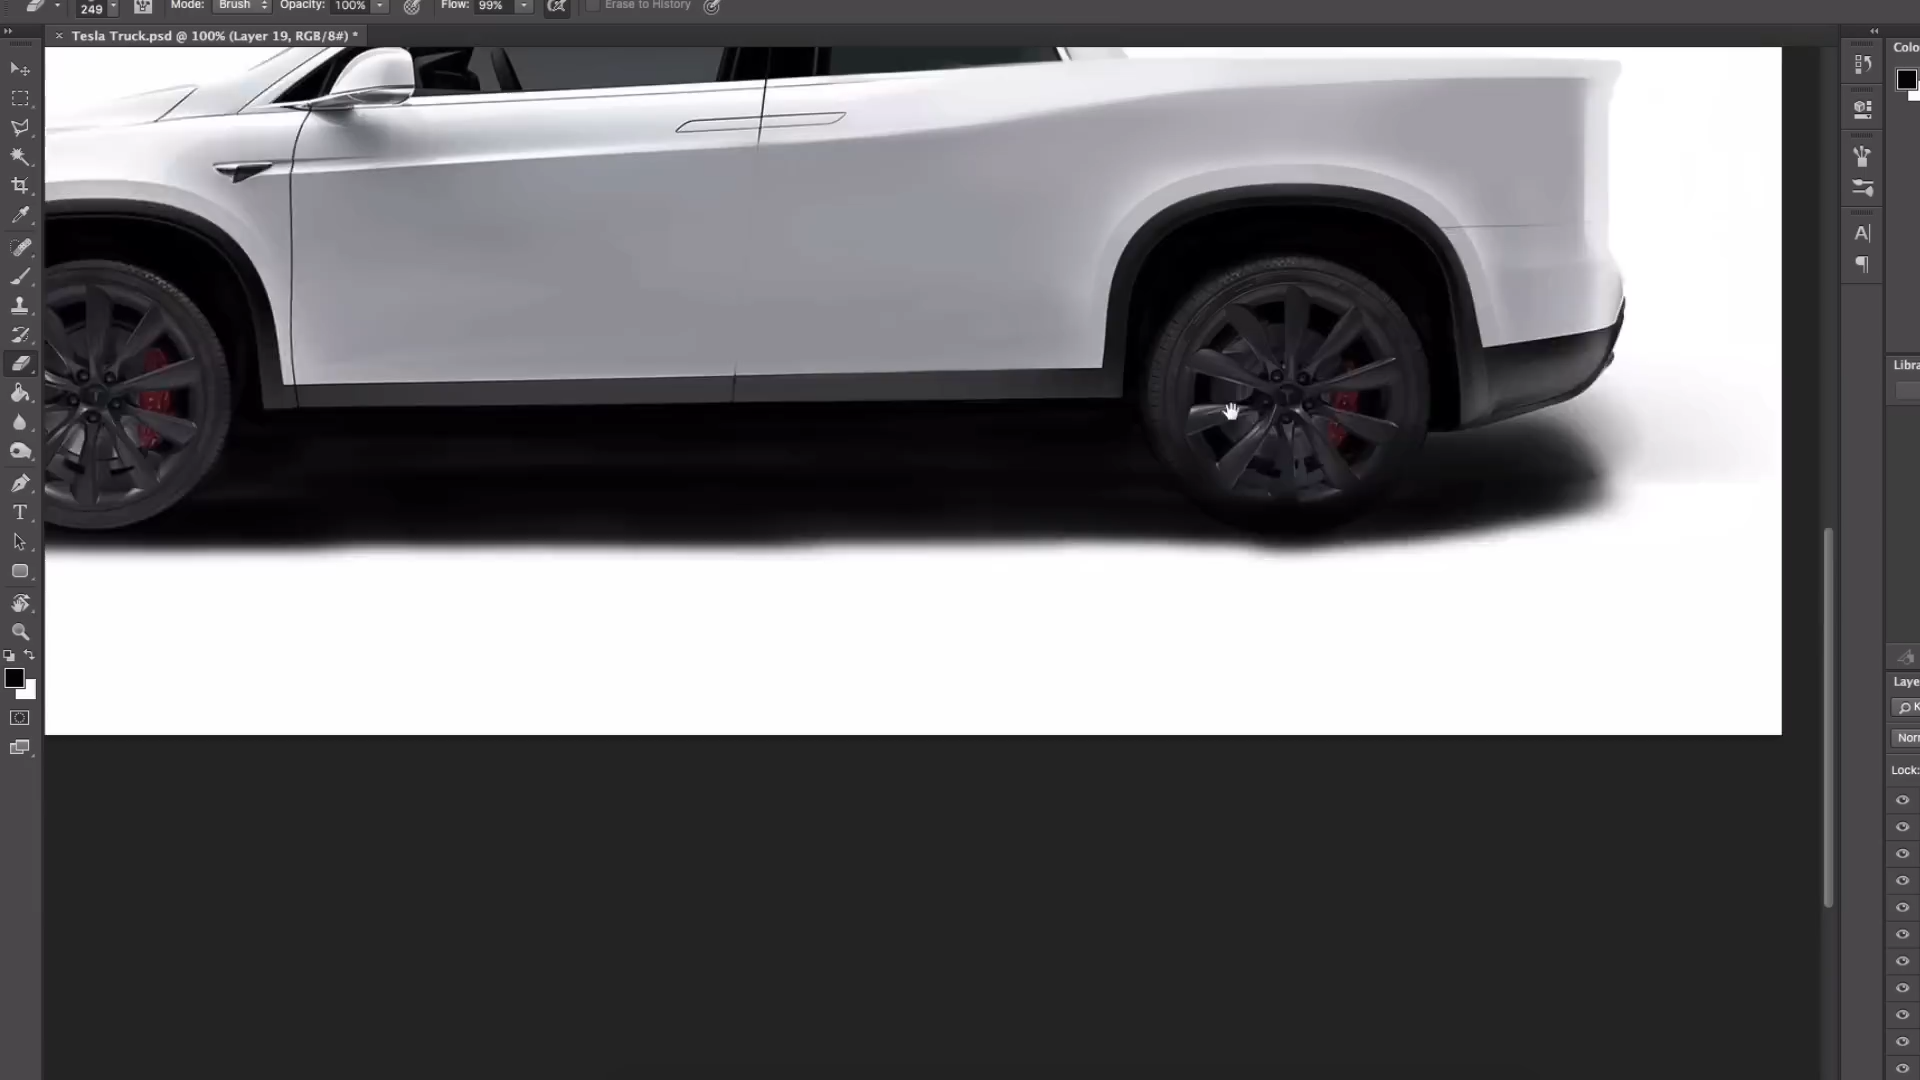 249 Mode: Brush Opacity: 100% Flow: 99% Erase to History
× Tesla Truck.psd @ 100% (Layer 19, RGB/8#) *
Colo
A|
Libra
T
Laye
K
Norr
Lock: